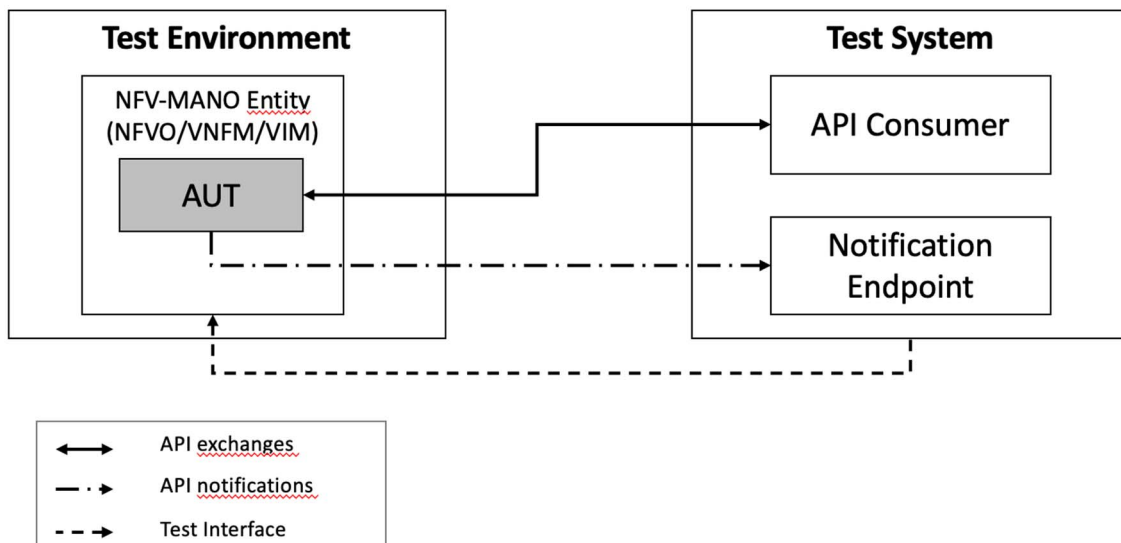 Test Environment
Test System
NFV-MANO Entity
(NFVO/VNFM/VIM)
AUT
API Consumer
Notification
Endpoint
API exchanges
API notifications
Test Interface